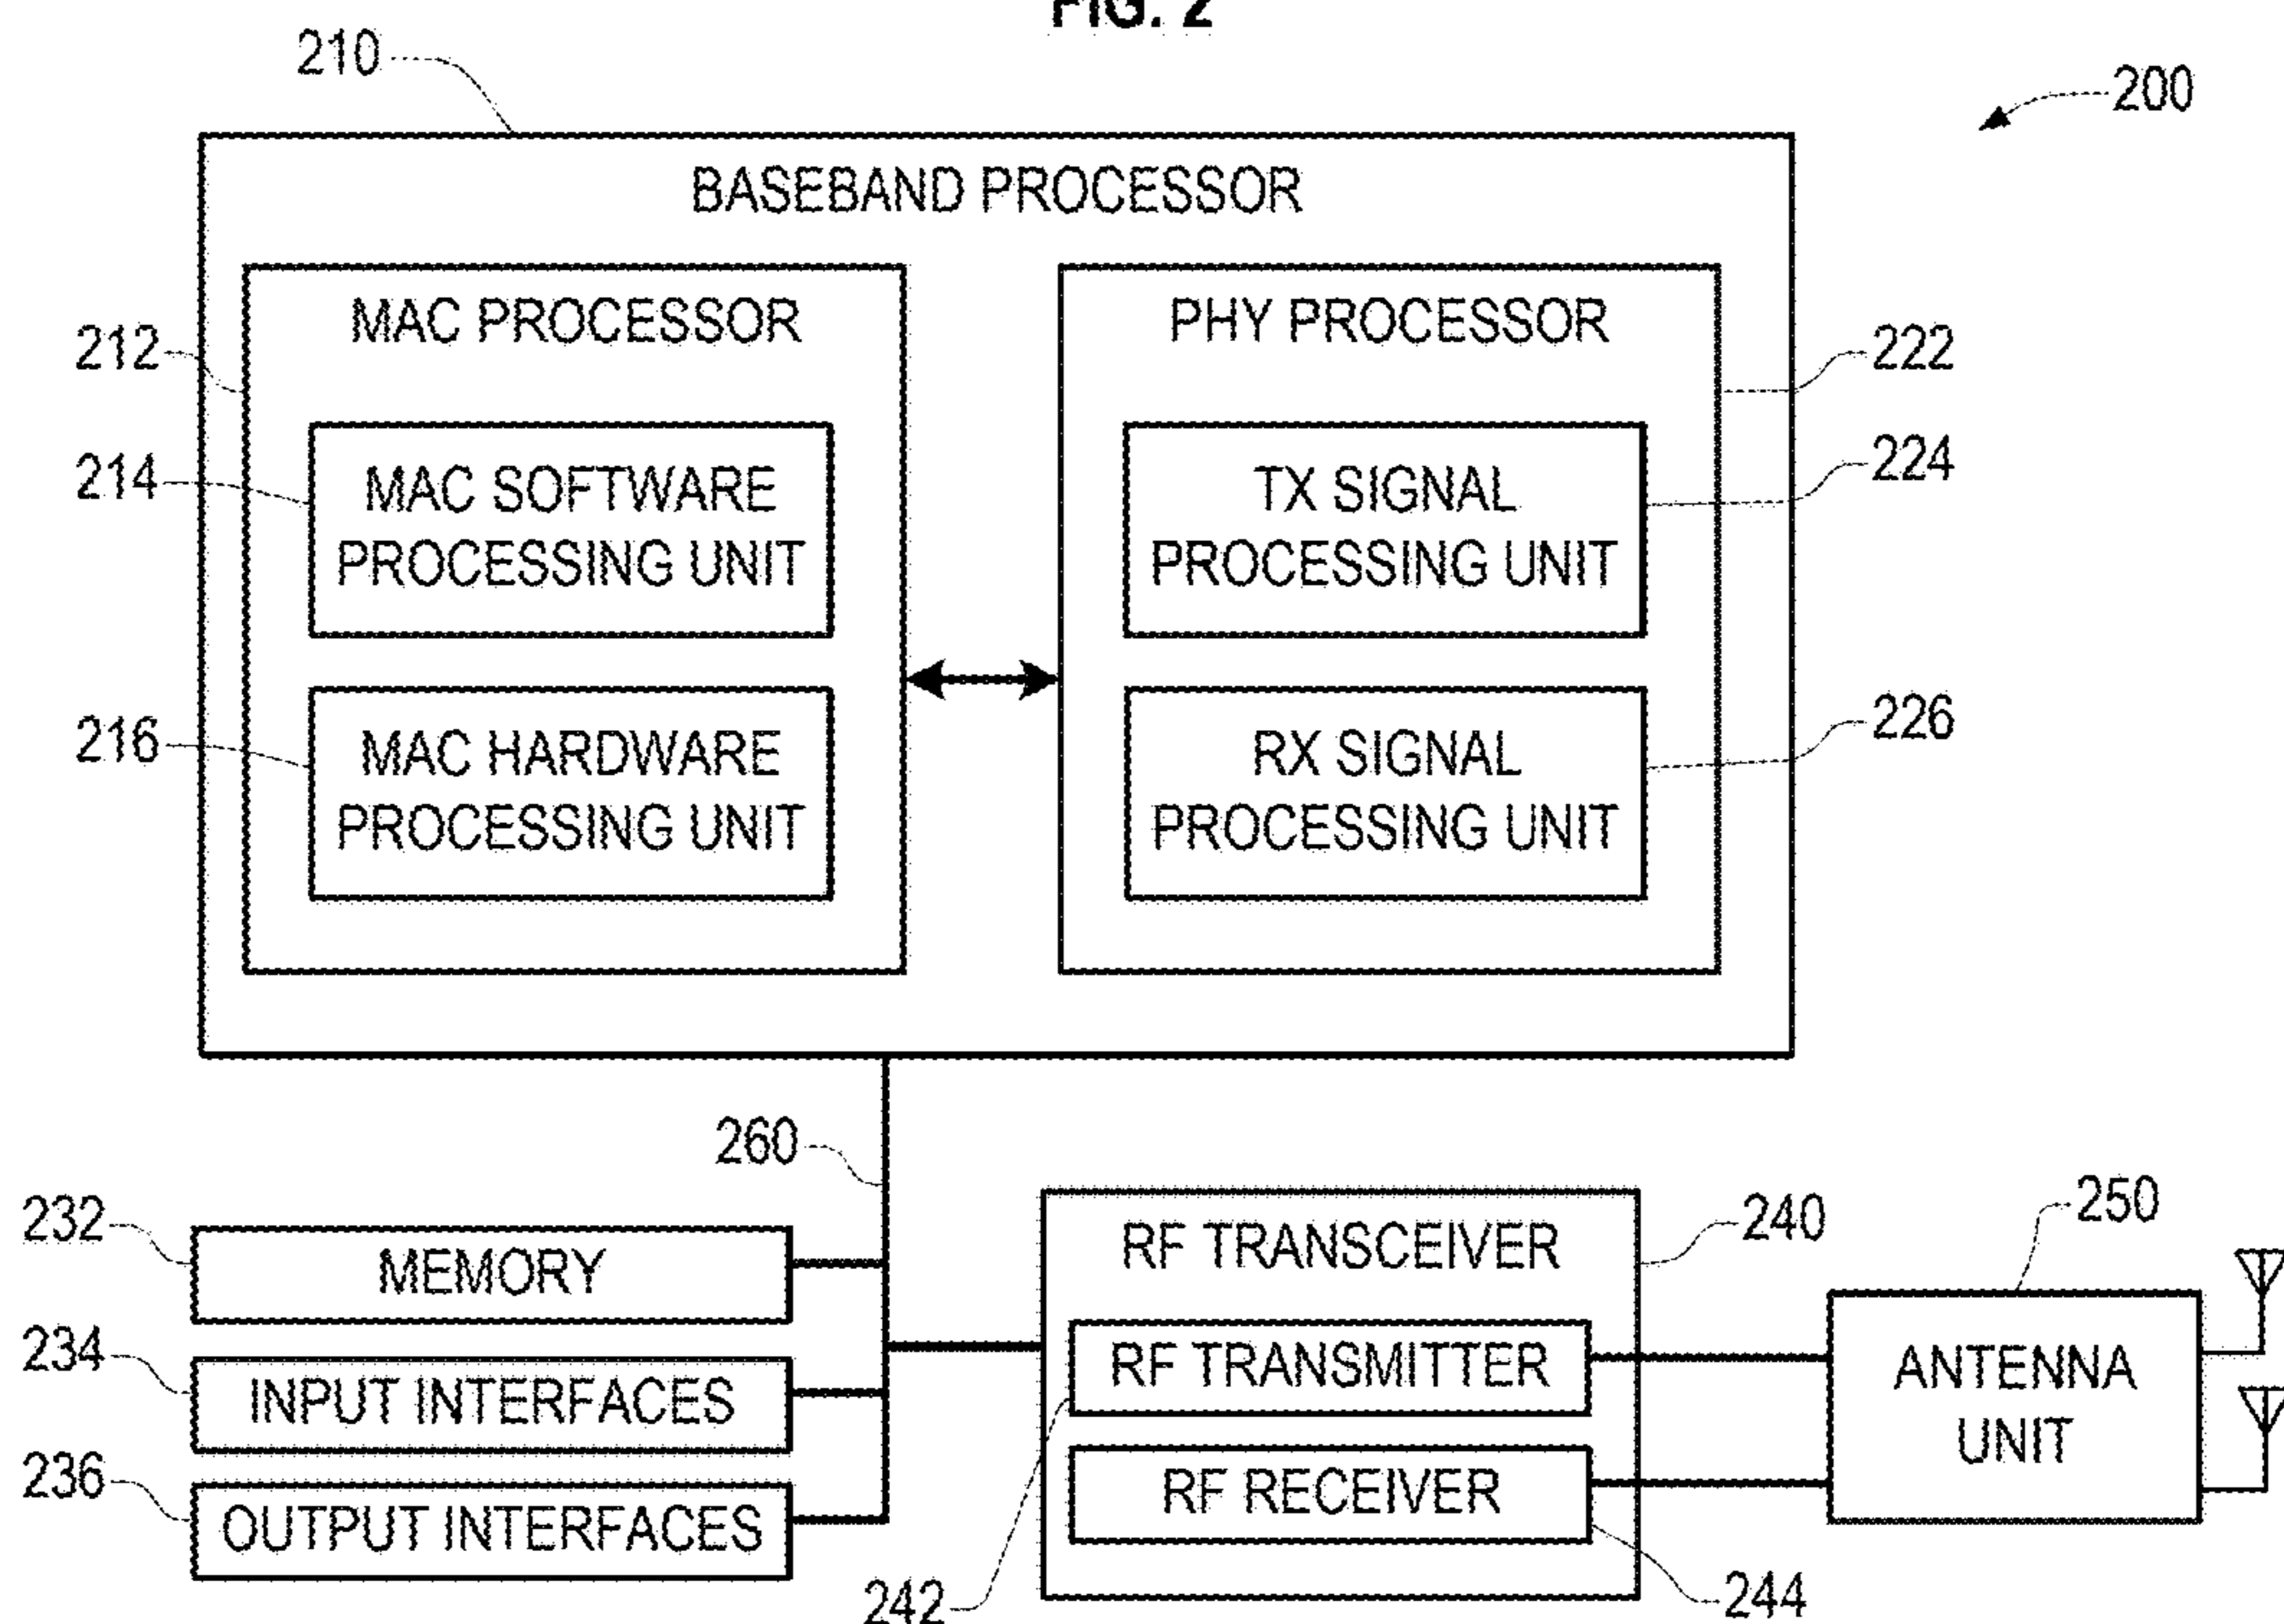 FIG. 2
210
200
BASEBAND PROCESSOR
MAC PROCESSOR
PHY PROCESSOR
212
222
214
MAC SOFTWARE
PROCESSING UNIT
TX SIGNAL
PROCESSING UNIT
224
216
MAC HARDWARE
PROCESSING UNIT
RX SIGNAL
PROCESSING UNIT
226
260
232
MEMORY
RF TRANSCEIVER
240
250
234
INPUT INTERFACES
RF TRANSMITTER
ANTENNA
UNIT
236
OUTPUT INTERFACES
RF RECEIVER
242
244